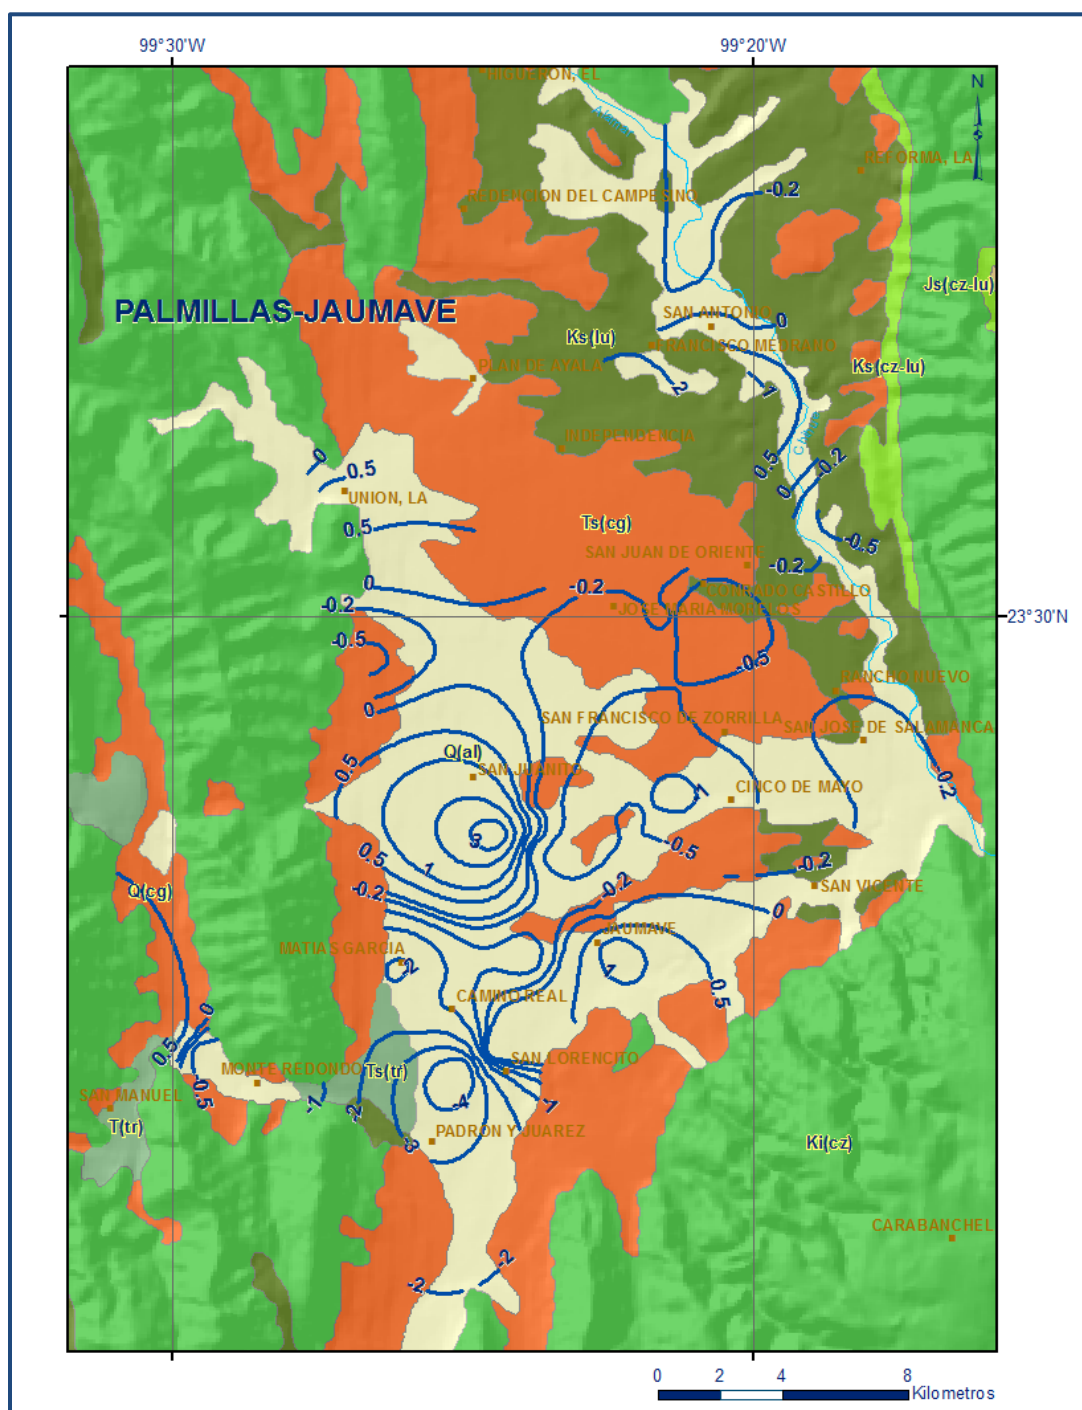 99°30'W
99°20'W
HIGUERON, EL
N
REFORMA, LA
REDENCION DEL CAMPESINO
-0.2
Js(cz-lu)
PALMILLAS-JAUMAVE
SAN ANTONIO
0
Ks(lu)
FRANCISCO MEDRANO
PLAN DE AYALA
Ks(cz-lu)
2
1
INDEPENDENCIA
0
0.5
0.5
-0.2
UNION, LA
0
0.5
Ts(cg)
-0.5
SAN JUAN DE ORIENTE
-0.2
0
-0.2
CONRADO CASTILLO
-0.2
JOSE MARIA MORELOS
23°30'N
-0.5
-0.5
RANCHO NUEVO
0
SAN FRANCISCO DE ZORRILLA
SAN JOSE DE SALAMANCA
Q(al)
0.5
SAN JUANITO
-0.2
-1
CINCO DE MAYO
3
-0.5
0.5
1
-0.2
-0.2
-0.2
Q(cg)
SAN VICENTE
0
JAUMAVE
MATIAS GARCIA
-2
1
0.5
CAMINO REAL
0
0.5
SAN LORENCITO
MONTE REDONDO
Ts(tr)
SAN MANUEL
0.5
-1
-2
-4
-1
T(tr)
PADRON Y JUAREZ
-3
Ki(cz)
CARABANCHEL
-2
-2
0
2
4
8
Kilometros